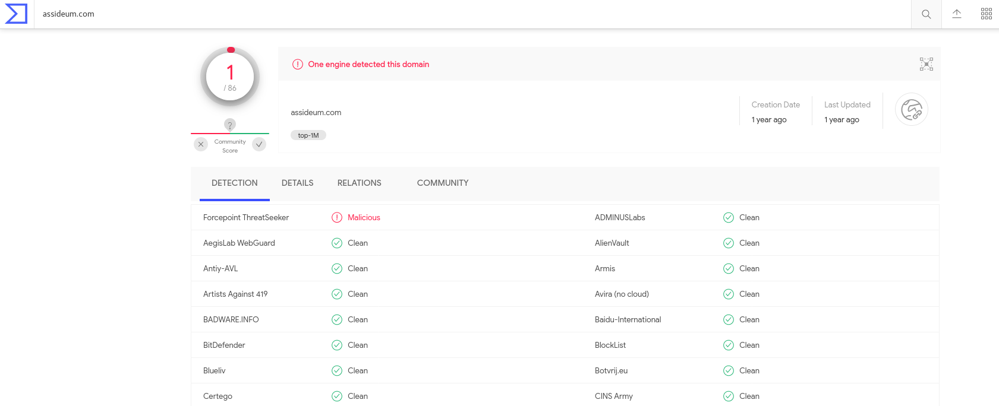 assideum.com
1
/ 86
?
Community
Score
One engine detected this domain
assideum.com
top-1M
Creation Date
1 year ago
Last Updated
1 year ago
DETECTION DETAILS RELATIONS COMMUNITY
Forcepoint ThreatSeeker Malicious ADMINUSLabs Clean
AegisLab WebGuard Clean AlienVault Clean
Antiy-AVL Clean Armis Clean
Artists Against 419 Clean Avira (no cloud) Clean
BADWARE.INFO Clean Baidu-International Clean
BitDefender Clean BlockList Clean
Blueliv Clean Botvrij.eu Clean
Certego Clean CINS Army Clean